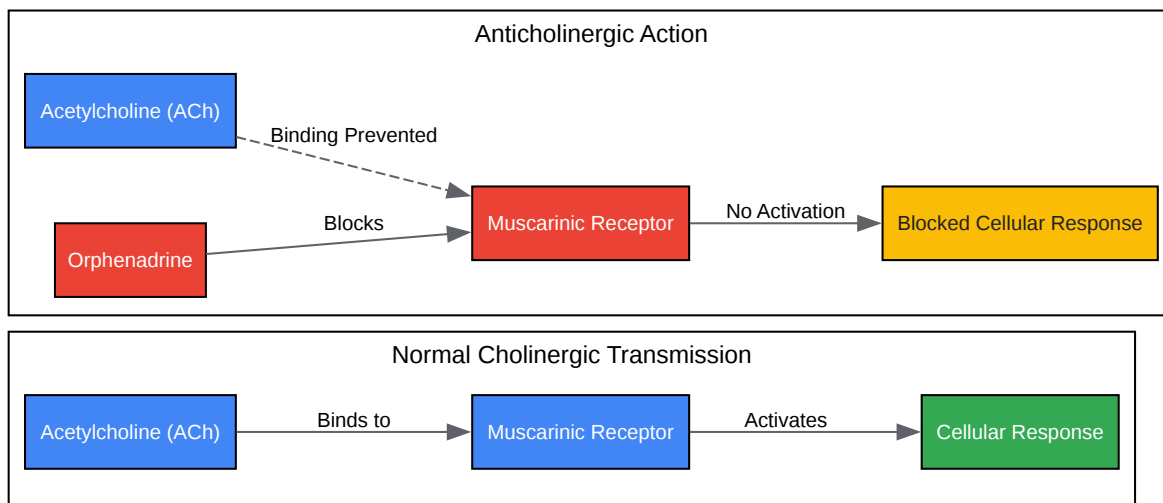 Anticholinergic Action
Acetylcholine (ACh)
Binding Prevented
Orphenadrine
Blocks
Muscarinic Receptor
No Activation
Blocked Cellular Response
Normal Cholinergic Transmission
Acetylcholine (ACh)
Binds to
Muscarinic Receptor
Activates
Cellular Response